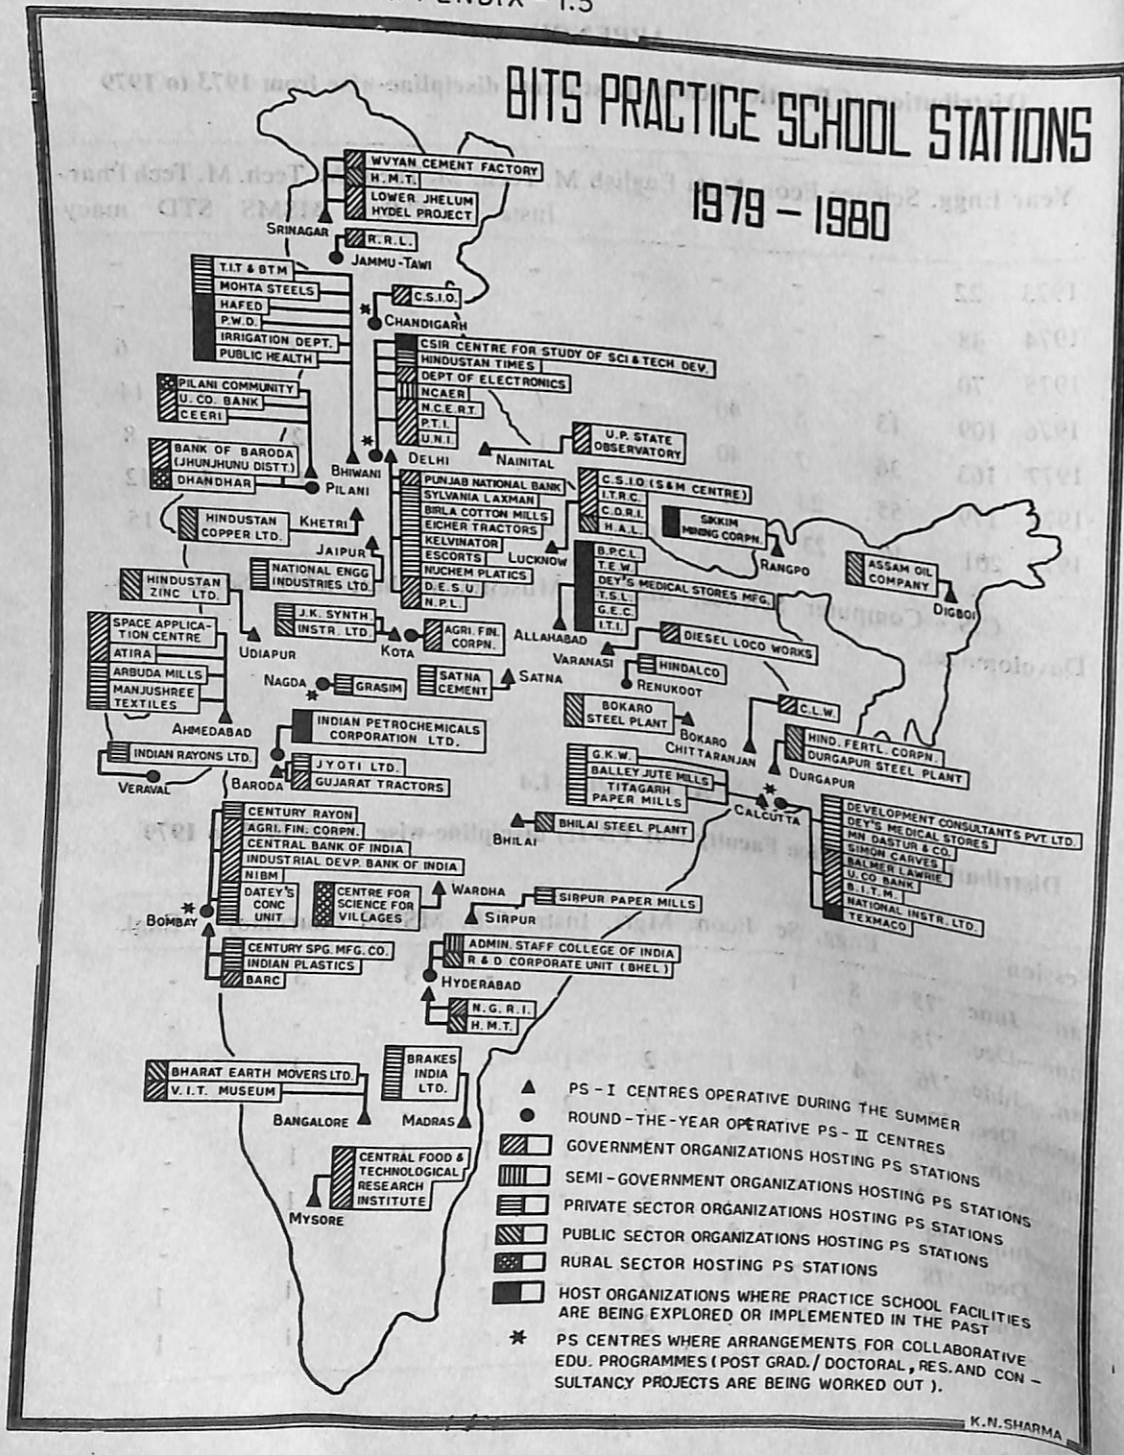 1.5
BITS PRACTICE SCHOOL STATIONS
1979 - 1980
WVYAN CEMENT FACTORY
H.M.T.
LOWER JHELUM
HYDEL PROJECT
SRINAGAR
R.R.L.
JAMMU-TAWI
T.I.T & BTM
MOHTA STEELS
HAFED
P.W.D.
IRRIGATION DEPT.
PUBLIC HEALTH
C.S.I.O.
CHANDIGARH
CSIR CENTRE FOR STUDY OF SCI & TECH DEV.
HINDUSTAN TIMES
DEPT OF ELECTRONICS
NCAER
N.C.E.R.T.
P.T.I.
U.N.I.
PILANI COMMUNITY
U. CO. BANK
CEERI
BANK OF BARODA
(JHUNJHUNU DISTT.)
DHANDHAR
BHIWANI
PILANI
DELHI
NAINITAL
U.P. STATE
OBSERVATORY
PUNJAB NATIONAL BANK
SYLVANIA LAXMAN
BIRLA COTTON MILLS
EICHER TRACTORS
KELVINATOR
ESCORTS
NUCHEM PLATICS
D.E.S.U.
N.P.L.
C.S.I.O (S&M CENTRE)
I.T.R.C.
C.D.R.I.
H.A.L.
LUCKNOW
SIKKIM
MINING CORPN.
RANGPO
ASSAM OIL
COMPANY
DIGBOI
HINDUSTAN
COPPER LTD.
KHETRI
JAIPUR
NATIONAL ENGG
INDUSTRIES LTD.
B.P.C.L.
T.E.W.
DEY'S MEDICAL STORES MFG.
T.S.L.
G.E.C.
I.T.I.
ALLAHABAD
HINDUSTAN
ZINC LTD.
UDIAPUR
J.K. SYNTH.
INSTR. LTD.
KOTA
AGRI. FIN.
CORPN.
VARANASI
DIESEL LOCO WORKS
HINDALCO
RENUKOOT
SPACE APPLICA-
TION CENTRE
ATIRA
ARBUDA MILLS
MANJUSHREE
TEXTILES
AHMEDABAD
NAGDA
GRASIM
SATNA
CEMENT
SATNA
BOKARO
STEEL PLANT
BOKARO
C.L.W.
CHITTARANJAN
HIND. FERTL. CORPN.
DURGAPUR STEEL PLANT
DURGAPUR
INDIAN PETROCHEMICALS
CORPORATION LTD.
JYOTI LTD.
GUJARAT TRACTORS
BARODA
INDIAN RAYONS LTD.
VERAVAL
G.K.W.
BALLEY JUTE MILLS
TITAGARH
PAPER MILLS
CALCUTTA
DEVELOPMENT CONSULTANTS PVT. LTD.
DEY'S MEDICAL STORES
MN DASTUR & CO.
SIMON CARVES
BALMER LAWRIE
U. CO BANK
B.I.T.M.
NATIONAL INSTR. LTD.
TEXMACO
BHILAI
BHILAI STEEL PLANT
CENTURY RAYON
AGRI. FIN. CORPN.
CENTRAL BANK OF INDIA
INDUSTRIAL DEVP. BANK OF INDIA
NIBM
DATEY'S
CONC
UNIT
BOMBAY
CENTRE FOR
SCIENCE FOR
VILLAGES
WARDHA
SIRPUR
SIRPUR PAPER MILLS
CENTURY SPG. MFG. CO.
INDIAN PLASTICS
BARC
ADMIN. STAFF COLLEGE OF INDIA
R & D CORPORATE UNIT (BHEL)
HYDERABAD
N.G.R.I.
H.M.T.
BHARAT EARTH MOVERS LTD.
V.I.T. MUSEUM
BANGALORE
BRAKES
INDIA
LTD.
MADRAS
CENTRAL FOOD &
TECHNOLOGICAL
RESEARCH
INSTITUTE
MYSORE
PS-I CENTRES OPERATIVE DURING THE SUMMER
ROUND-THE-YEAR OPERATIVE PS-II CENTRES
GOVERNMENT ORGANIZATIONS HOSTING PS STATIONS
SEMI-GOVERNMENT ORGANIZATIONS HOSTING PS STATIONS
PRIVATE SECTOR ORGANIZATIONS HOSTING PS STATIONS
PUBLIC SECTOR ORGANIZATIONS HOSTING PS STATIONS
RURAL SECTOR HOSTING PS STATIONS
HOST ORGANIZATIONS WHERE PRACTICE SCHOOL FACILITIES
ARE BEING EXPLORED OR IMPLEMENTED IN THE PAST
* PS CENTRES WHERE ARRANGEMENTS FOR COLLABORATIVE
EDU. PROGRAMMES (POST GRAD./ DOCTORAL, RES. AND CON-
SULTANCY PROJECTS ARE BEING WORKED OUT).
K.N.SHARMA